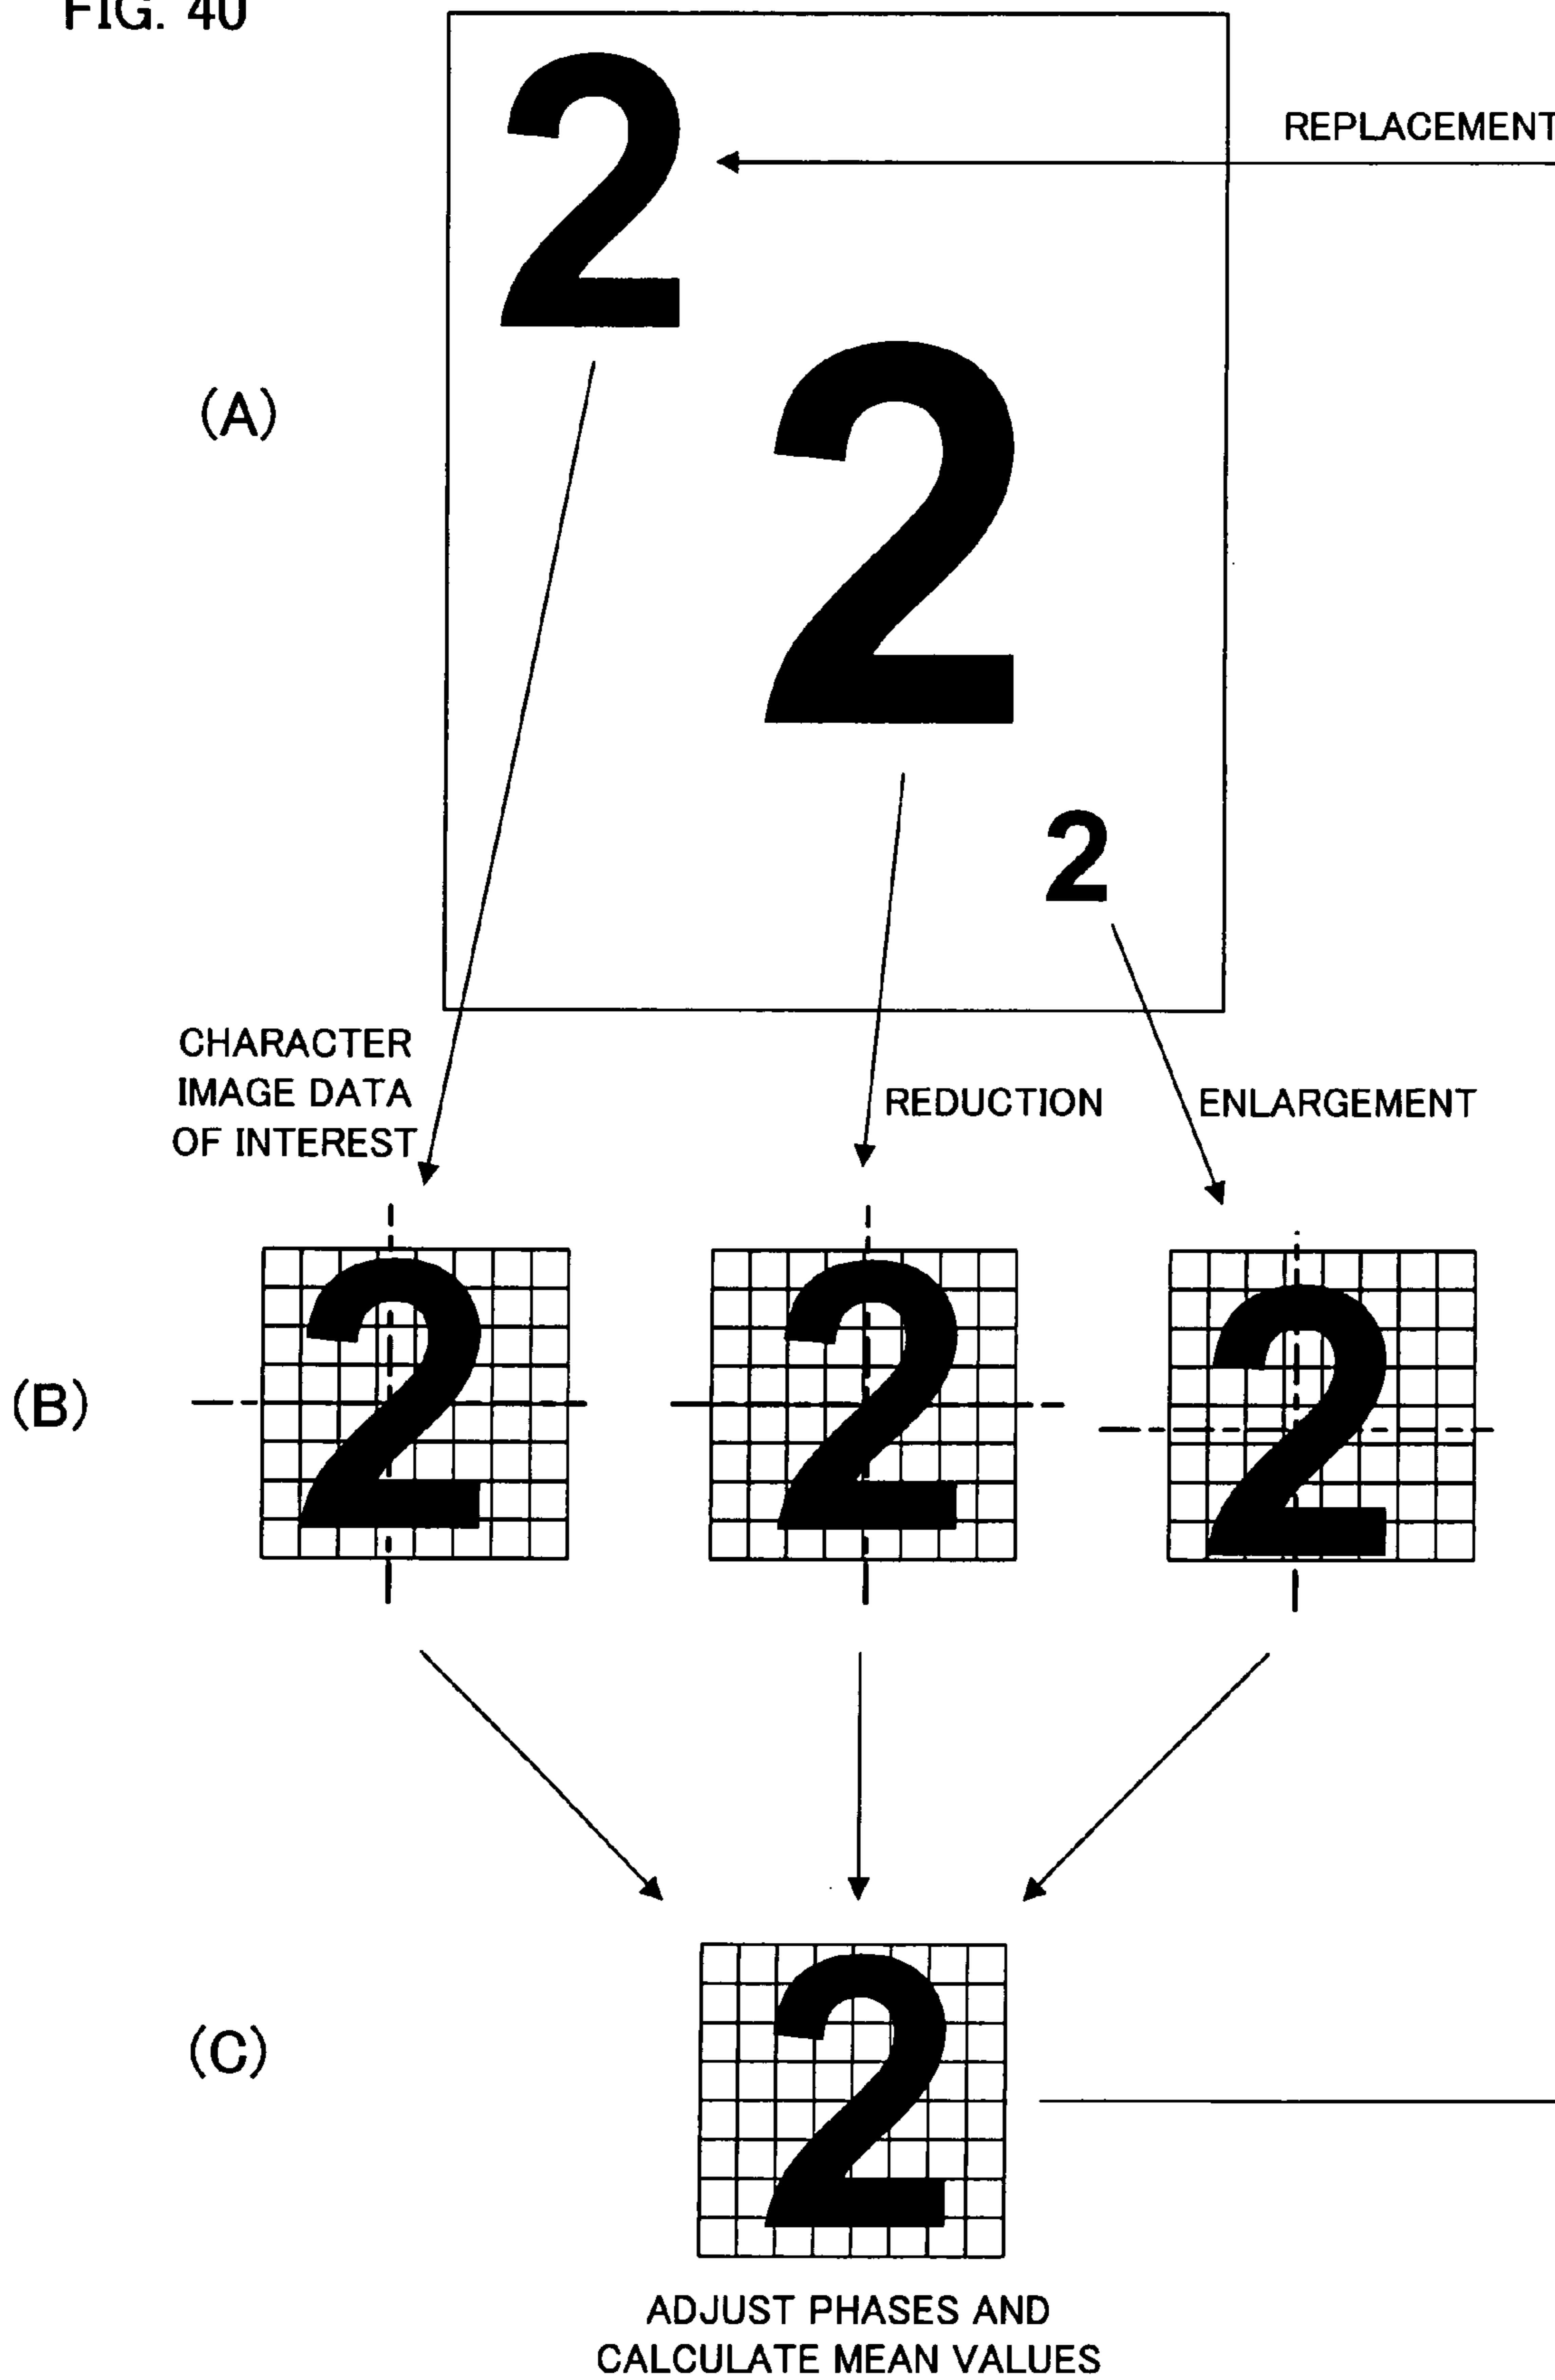 FIG. 40
2
REPLACEMENT
(A)
2
2
CHARACTER
IMAGE DATA
OF INTEREST
REDUCTION
ENLARGEMENT
(B)
2
2
2
(C)
2
ADJUST PHASES AND
CALCULATE MEAN VALUES